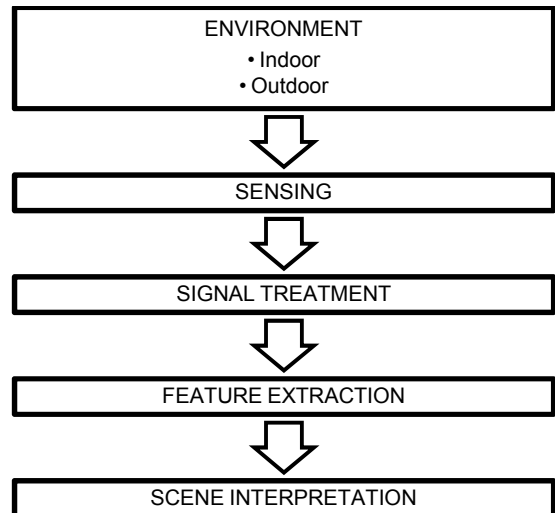 ENVIRONMENT
• Indoor
• Outdoor
SENSING
SIGNAL TREATMENT
FEATURE EXTRACTION
SCENE INTERPRETATION